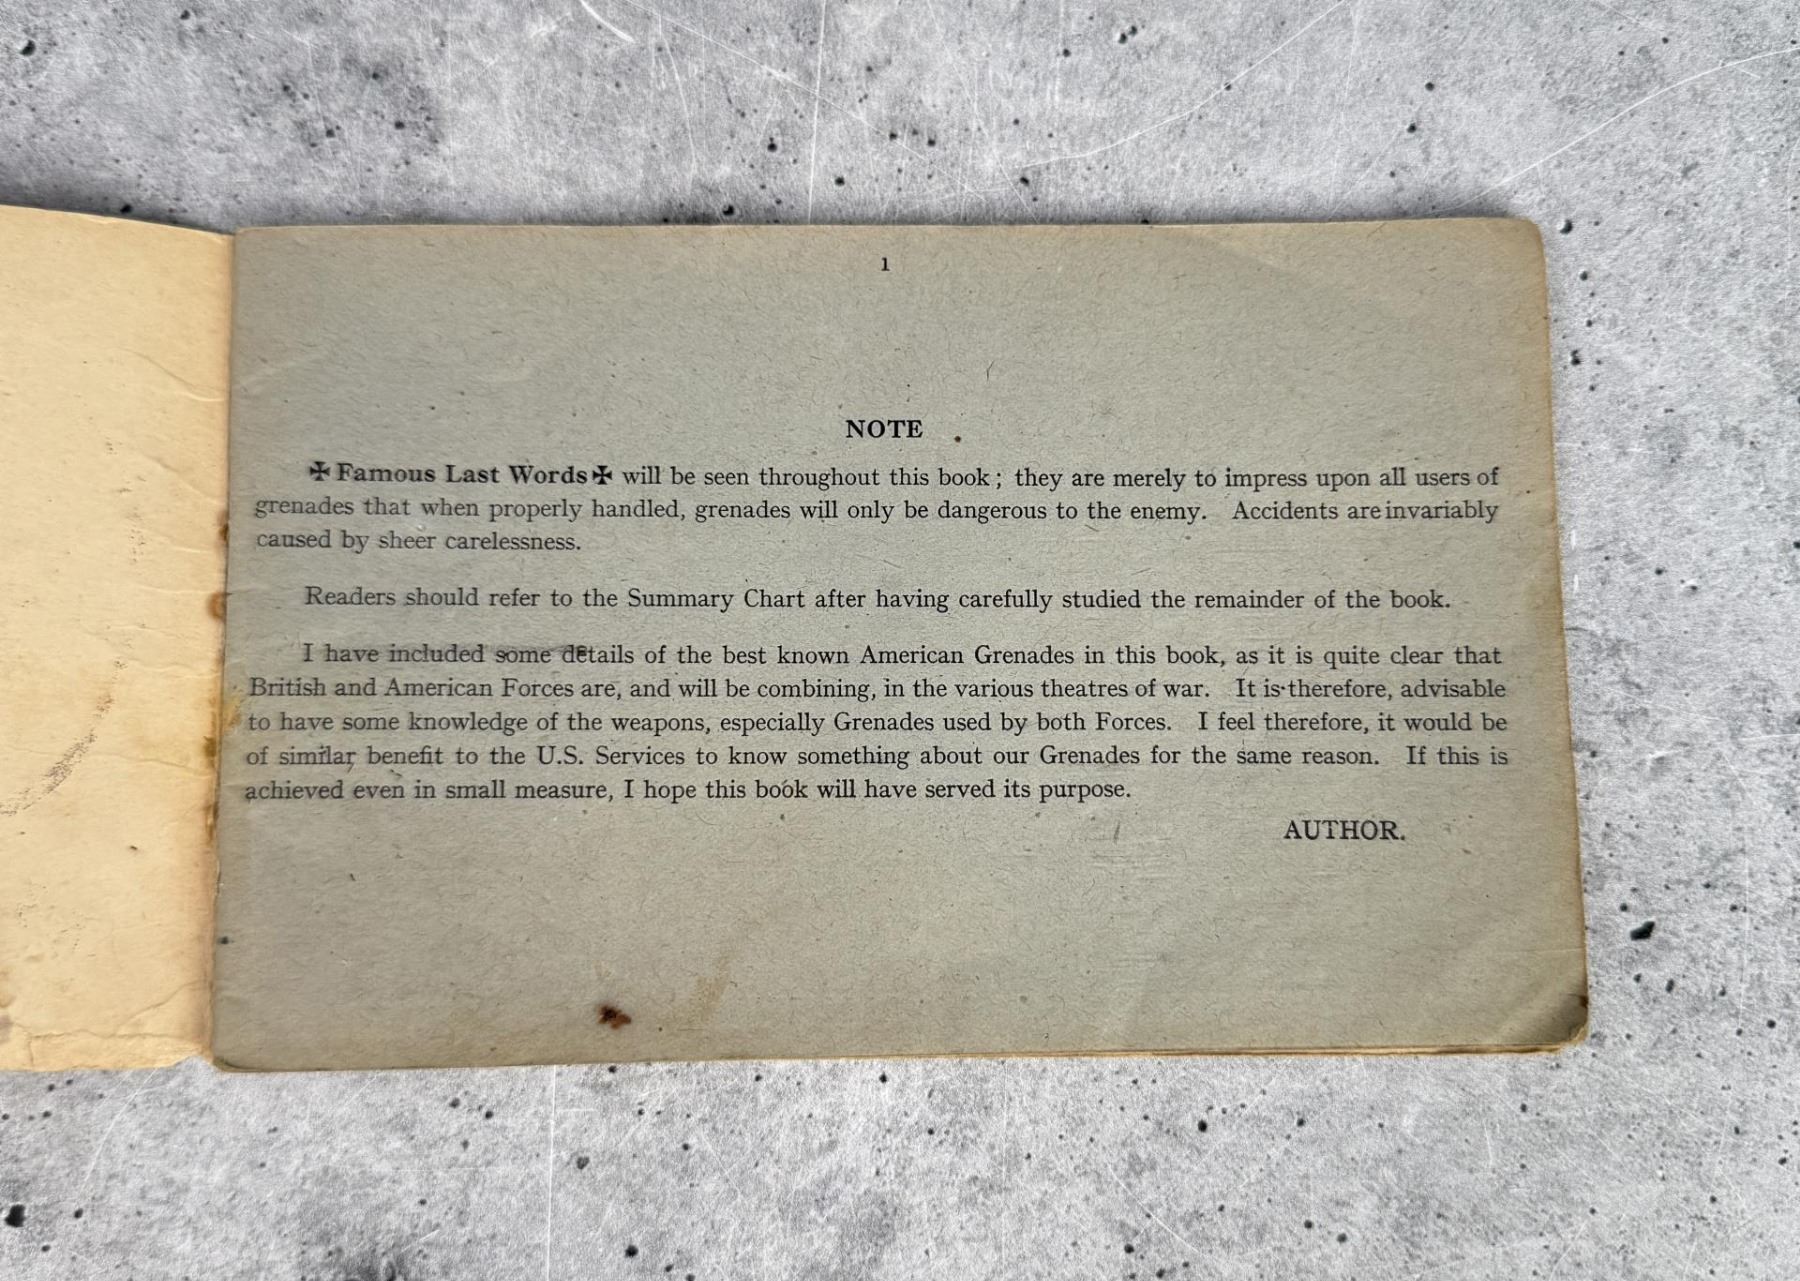 1
NOTE
✠Famous Last Words✠ will be seen throughout this book; they are merely to impress upon all users of
grenades that when properly handled, grenades will only be dangerous to the enemy. Accidents are invariably
caused by sheer carelessness.
Readers should refer to the Summary Chart after having carefully studied the remainder of the book.
I have included some details of the best known American Grenades in this book, as it is quite clear that
British and American Forces are, and will be combining, in the various theatres of war. It is therefore, advisable
to have some knowledge of the weapons, especially Grenades used by both Forces. I feel therefore, it would be
of similar benefit to the U.S. Services to know something about our Grenades for the same reason. If this is
achieved even in small measure, I hope this book will have served its purpose.
AUTHOR.